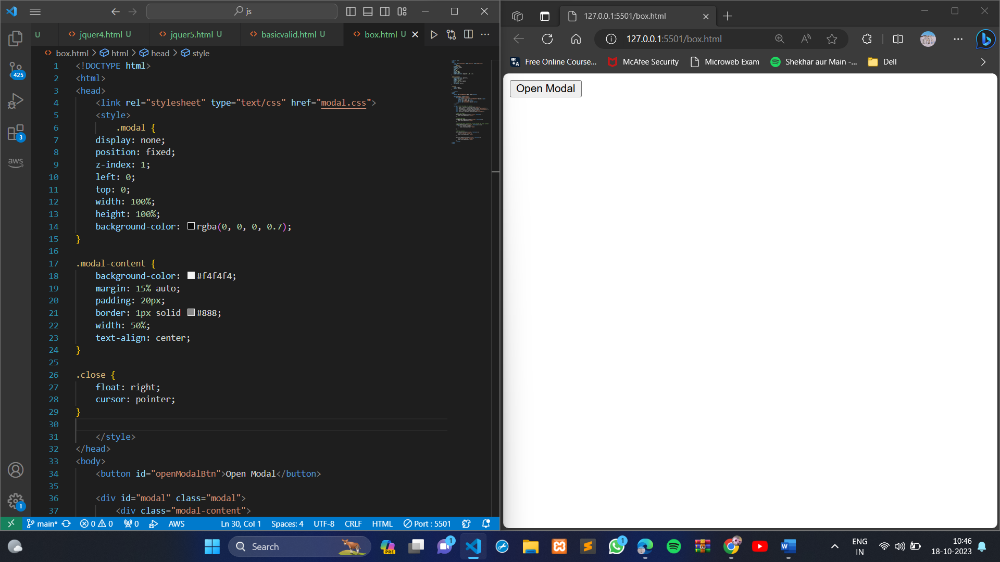 js
U
jquer4.html U
jquer5.html U
basicvalid.html U
box.html U
box.html > html > head > style
1 <!DOCTYPE html>
2 <html>
3 <head>
4 <link rel="stylesheet" type="text/css" href="modal.css">
5 <style>
6 .modal {
7 display: none;
8 position: fixed;
9 z-index: 1;
10 left: 0;
11 top: 0;
12 width: 100%;
13 height: 100%;
14 background-color: rgba(0, 0, 0, 0.7);
15 }
16
17 .modal-content {
18 background-color: #f4f4f4;
19 margin: 15% auto;
20 padding: 20px;
21 border: 1px solid #888;
22 width: 50%;
23 text-align: center;
24 }
25
26 .close {
27 float: right;
28 cursor: pointer;
29 }
30
31 </style>
32 </head>
33 <body>
34 <button id="openModalBtn">Open Modal</button>
35
36 <div id="modal" class="modal">
37 <div class="modal-content">
425
3
aws
1
main* 0 0 0 AWS Ln 30, Col 1 Spaces: 4 UTF-8 CRLF HTML Port : 5501
127.0.0.1:5501/box.html
127.0.0.1:5501/box.html
Free Online Course... McAfee Security Microweb Exam Shekhar aur Main -... Dell
Open Modal
Search
PRE
1
1
ENG
IN
10:46
18-10-2023